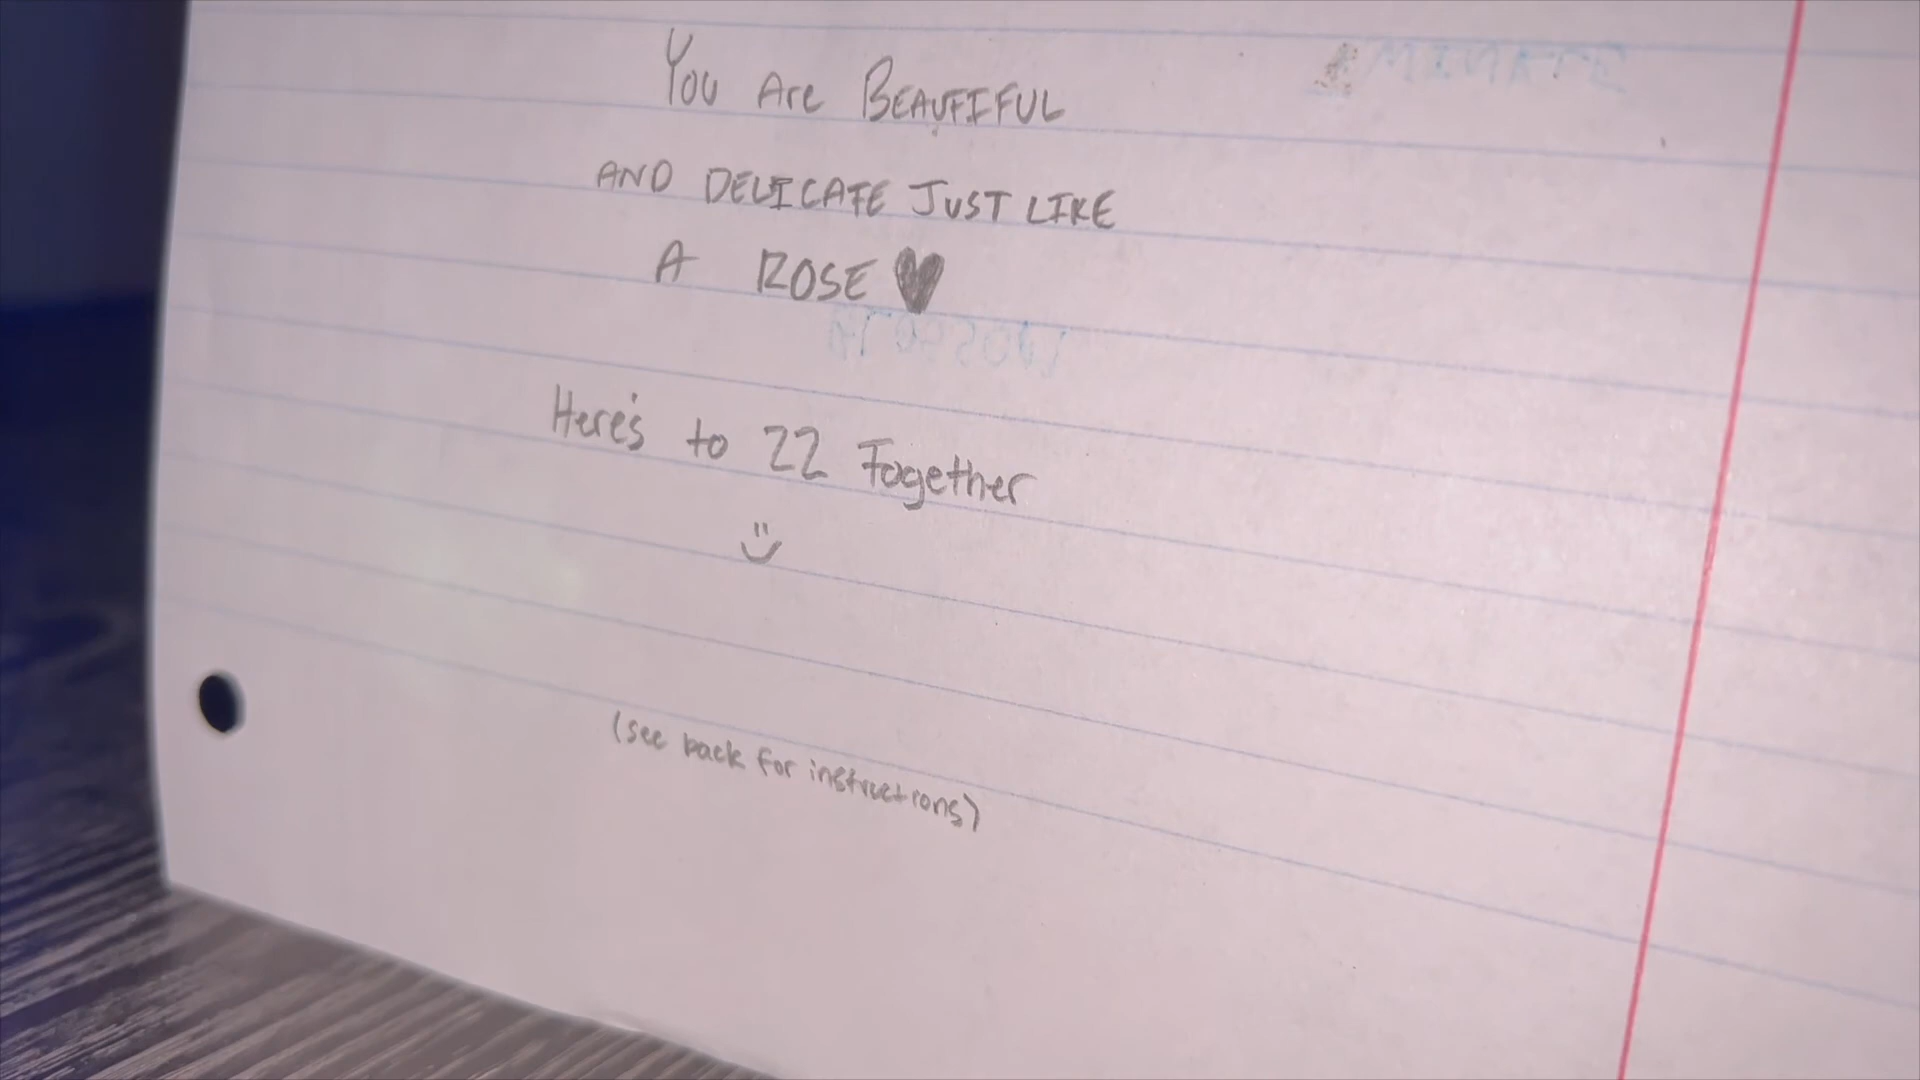 You Are BEAUTIFUL
AND DELICATE JUST LIKE
A ROSE ♥
Here's to 22 Together
(see back for instructions)